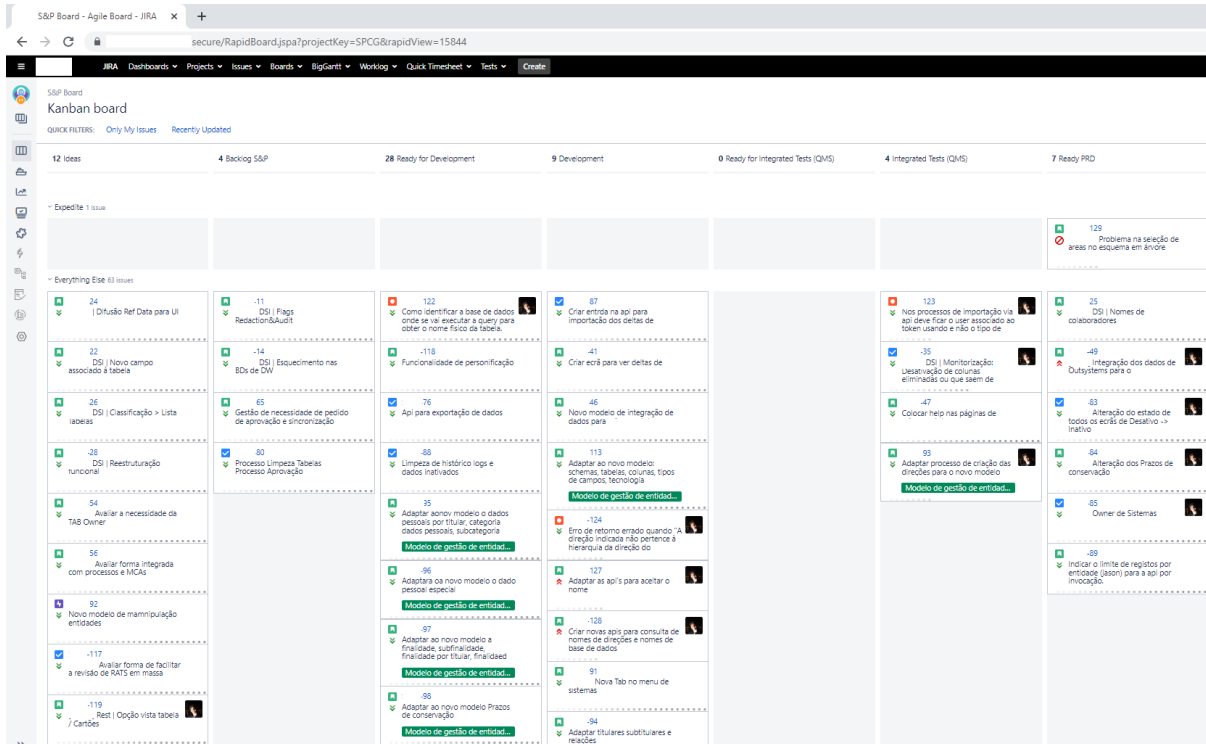 S&P Board - Agile Board - JIRA
secure/RapidBoard.jspa?projectKey=SPCG&rapidView=15844
JIRA Dashboards Projects Issues Boards BigGantt Worklog Quick Timesheet Tests Create
S&P Board
Kanban board
QUICK FILTERS: Only My Issues Recently Updated
12 Ideas
4 Backlog S&P
28 Ready for Development
9 Development
0 Ready for Integrated Tests (QMS)
4 Integrated Tests (QMS)
7 Ready PRD
Expedite 1 issue
129
Problema na seleção de
areas no esquema em árvore
Everything Else 63 issues
24
| Difusão Ref Data para UI
22
DSI | Novo campo
associado à tabela
-26
DSI | Classificação > Lista
Tabelas
-28
DSI | Reestruturação
funcional
54
Avaliar a necessidade da
TAB Owner
56
Avaliar forma integrada
com processos e MCAs
92
Novo modelo de mamnipulação
entidades
-117
Avaliar forma de facilitar
a revisão de RATS em massa
-119
Rest | Opção vista tabela
/ Cartões
-11
DSI | Flags
Redaction&Audit
-14
DSI | Esquecimento nas
BDs de DW
65
Gestão de necessidade de pedido
de aprovação e sincronização
-80
Processo Limpeza Tabelas
Processo Aprovação
122
Como identificar a base de dados
onde se vai executar a query para
obter o nome físico da tabela.
-118
Funcionalidade de personificação
76
Api para exportação de dados
-88
Limpeza de histórico logs e
dados inativados
95
Adaptar aonov modelo o dados
pessoais por titular, categoria
dados pessoais, subcategoria
Modelo de gestão de entidad...
-96
Adaptara oa novo modelo o dado
pessoal especial
Modelo de gestão de entidad...
-97
Adaptar ao novo modelo a
finalidade, subfinalidade,
finalidade por titular, finalidaed
Modelo de gestão de entidad...
-98
Adaptar ao novo modelo Prazos
de conservação
Modelo de gestão de entidad...
87
Criar entrda na api para
importação dos deltas de
-41
Criar ecrã para ver deltas de
46
Novo modelo de integração de
dados para
113
Adaptar ao novo modelo:
schemas, tabelas, colunas, tipos
de campos, tecnologia
Modelo de gestão de entidad...
-124
Erro de retorno errado quando "A
direção indicada não pertence à
hierarquia da direção do
127
Adaptar as api's para aceitar o
nome
-128
Criar novas apis para consulta de
nomes de direções e nomes de
base de dados
91
Nova Tab no menu de
sistemas
-94
Adaptar titulares subtitulares e
relações
123
Nos processos de importação via
api deve ficar o user associado ao
token usando e não o tipo de
-35
DSI | Monitorização:
Desativação de colunas
eliminadas ou que saem de
-47
Colocar help nas páginas de
93
Adaptar processo de criação das
direções para o novo modelo
Modelo de gestão de entidad...
25
DSI | Nomes de
colaboradores
-49
Integração dos dados de
Outsystems para o
-83
Alteração do estado de
todos os ecrãs de Desativo ->
Inativo
-84
Alteração dos Prazos de
conservação
-85
Owner de Sistemas
-89
Indicar o limite de registos por
entidade (jason) para a api por
invocação.